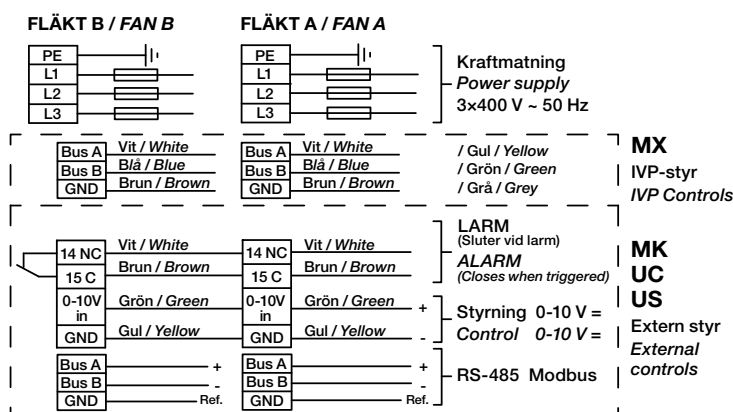 FLÄKT B / FAN B
FLÄKT A / FAN A
PE
L1
L2
L3
PE
L1
L2
L3
Kraftmatning
Power supply
3×400 V ~ 50 Hz
Bus A Vit / White
Bus B Blå / Blue
GND Brun / Brown
Bus A Vit / White
Bus B Blå / Blue
GND Brun / Brown
/ Gul / Yellow
/ Grön / Green
/ Grå / Grey
MX
IVP-styr
IVP Controls
14 NC Vit / White
15 C Brun / Brown
0-10V in Grön / Green
GND Gul / Yellow
14 NC Vit / White
15 C Brun / Brown
0-10V in Grön / Green +
GND Gul / Yellow -
LARM
(Sluter vid larm)
ALARM
(Closes when triggered)
Styrning 0-10 V =
Control 0-10 V =
MK
UC
US
Extern styr
External
controls
Bus A +
Bus B -
GND Ref.
Bus A +
Bus B -
GND Ref.
RS-485 Modbus